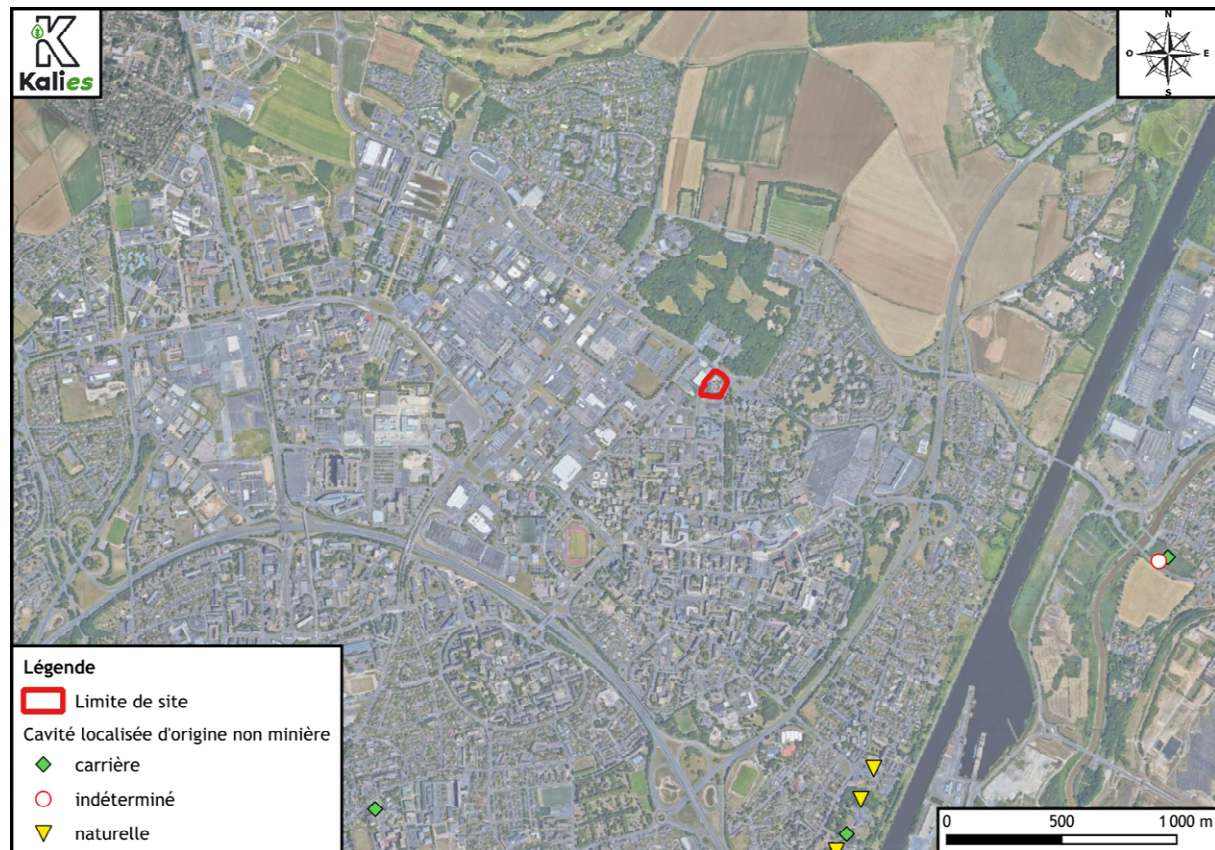 Kalies
N
O
E
S
Légende
Limite de site
Cavité localisée d'origine non minière
carrière
indéterminé
naturelle
0 500 1 000 m